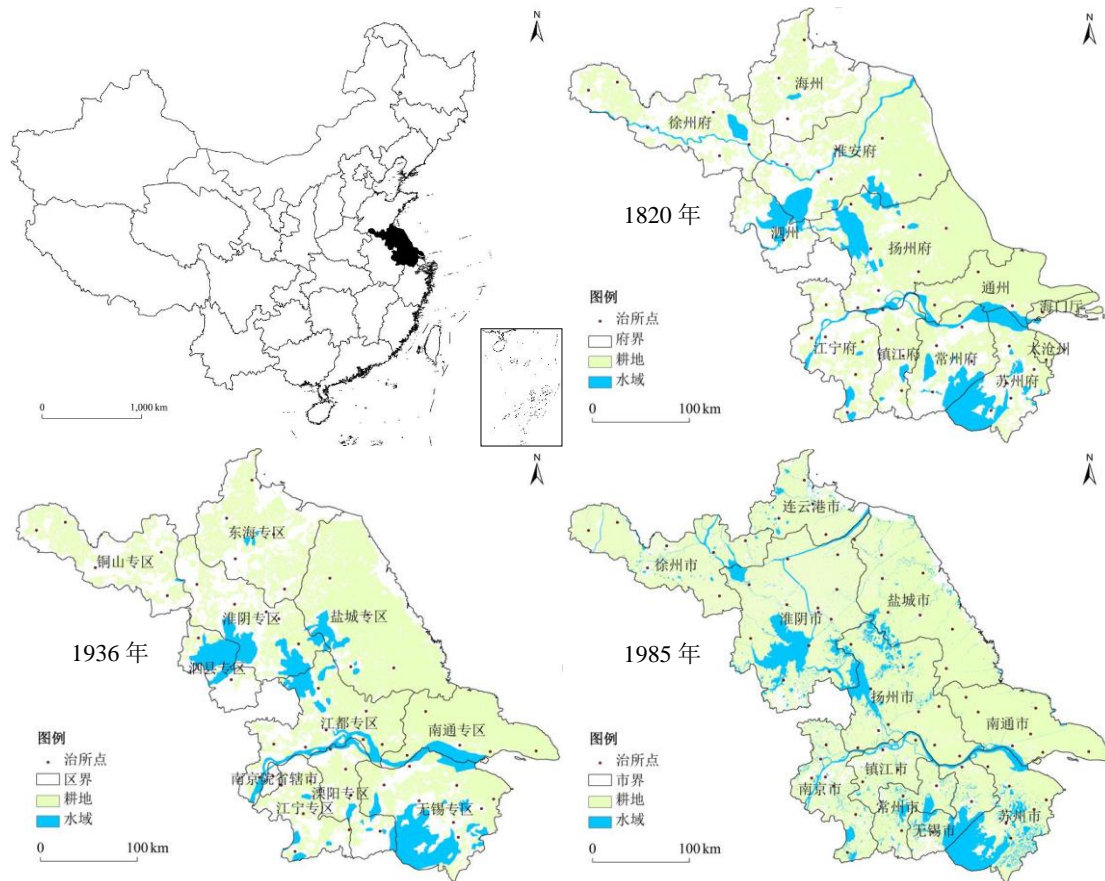 N
0 1,000 km
N
1820 年
海州
徐州府
淮安府
泗州
扬州府
通州
海门厅
江宁府
镇江府
常州府
太仓州
苏州府
图例
治所点
府界
耕地
水域
0 100 km
N
1936 年
东海专区
铜山专区
淮阴专区
盐城专区
泗县专区
江都专区
南通专区
南京院省辖市
溧阳专区
江宁专区
无锡专区
图例
治所点
区界
耕地
水域
0 100 km
N
1985 年
连云港市
徐州市
盐城市
淮阴市
扬州市
南通市
镇江市
南京市
常州市
无锡市
苏州市
图例
治所点
市界
耕地
水域
0 100 km